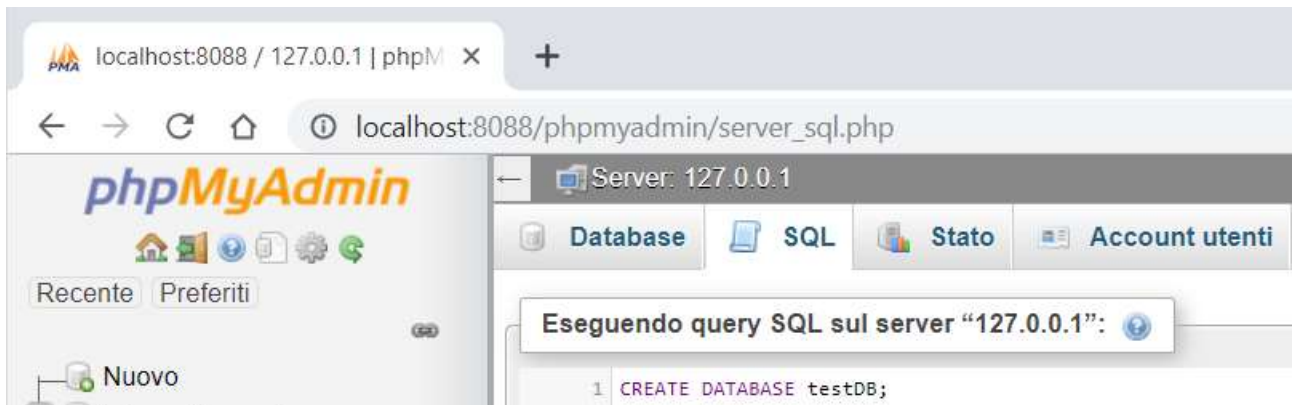 PMA localhost:8088 / 127.0.0.1 | phpM
localhost:8088/phpmyadmin/server_sql.php
phpMyAdmin
Server: 127.0.0.1
Database SQL Stato Account utenti
Recente Preferiti
Eseguendo query SQL sul server “127.0.0.1”:
Nuovo
1 CREATE DATABASE testDB;